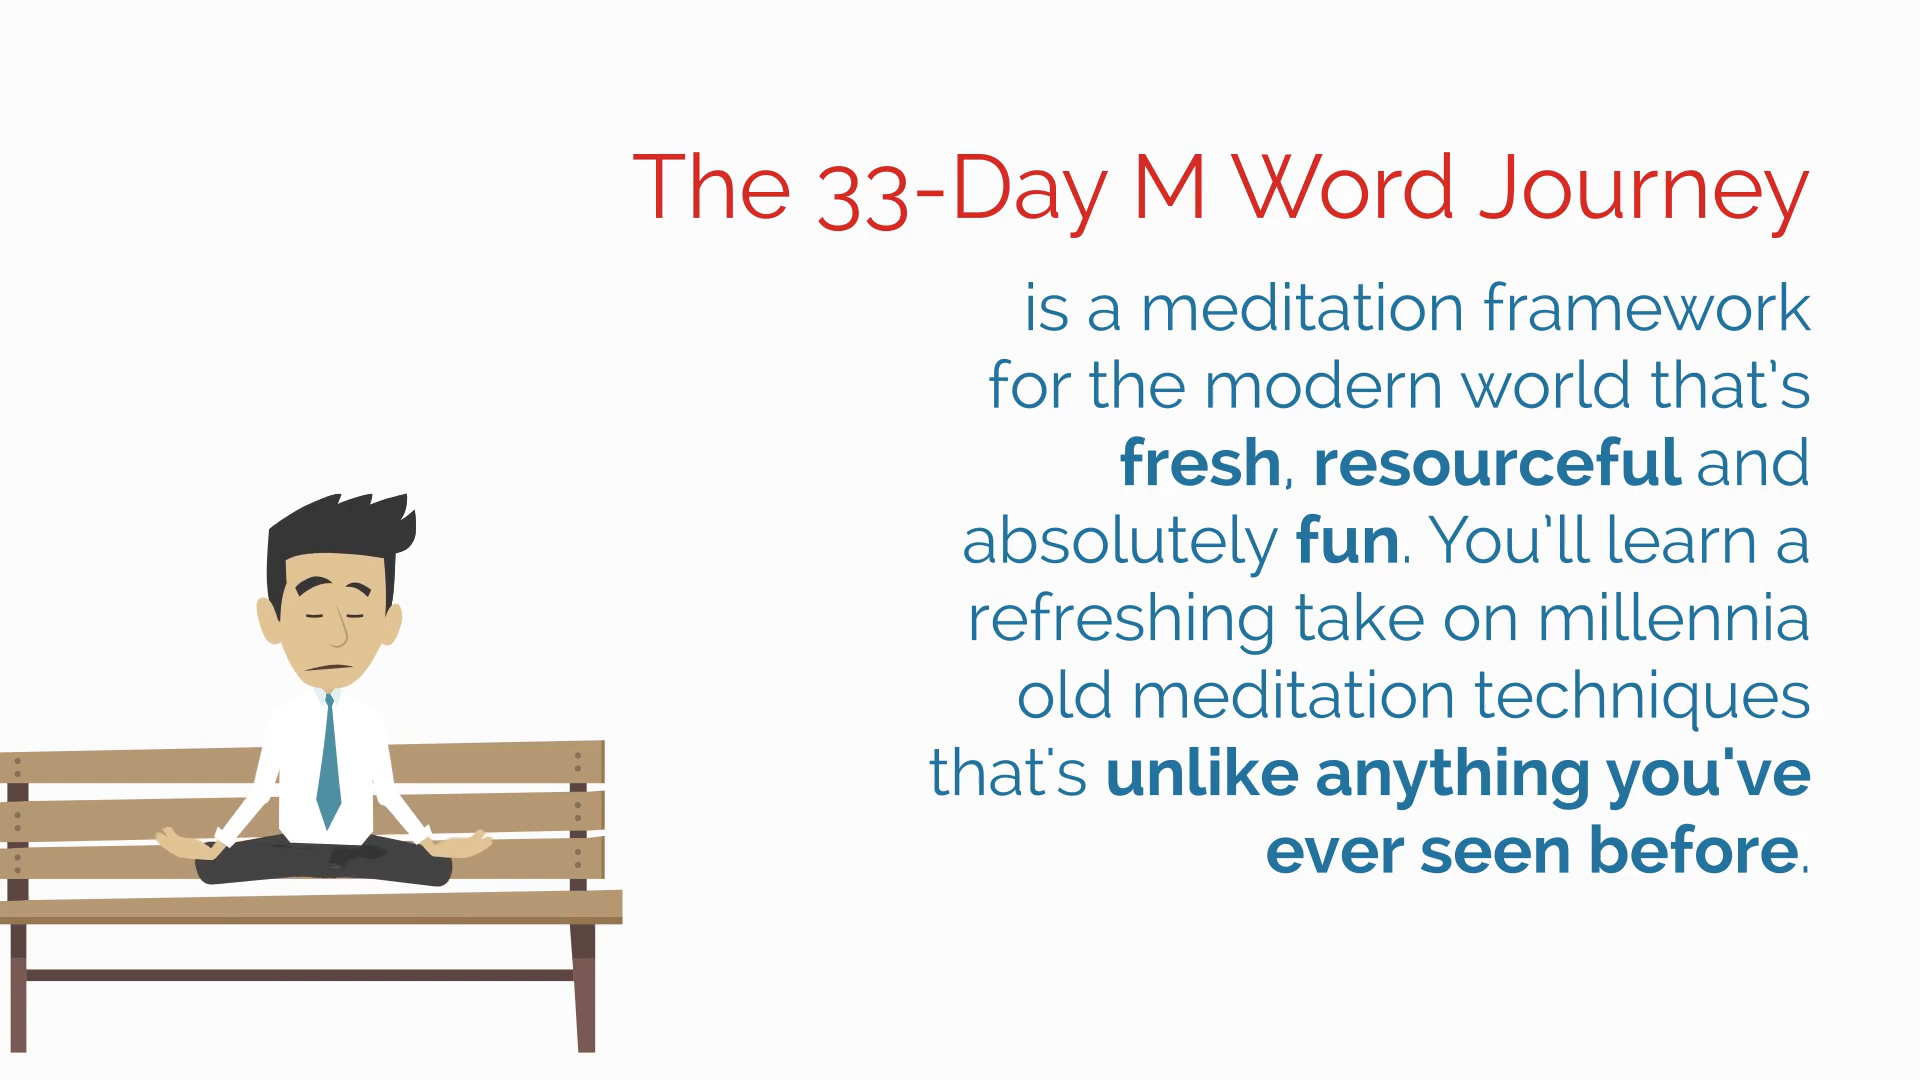 The 33-Day M Word Journey
is a meditation framework
for the modern world that's
fresh, resourceful and
absolutely fun. You'll learn a
refreshing take on millennia
old meditation techniques
that's unlike anything you've
ever seen before.